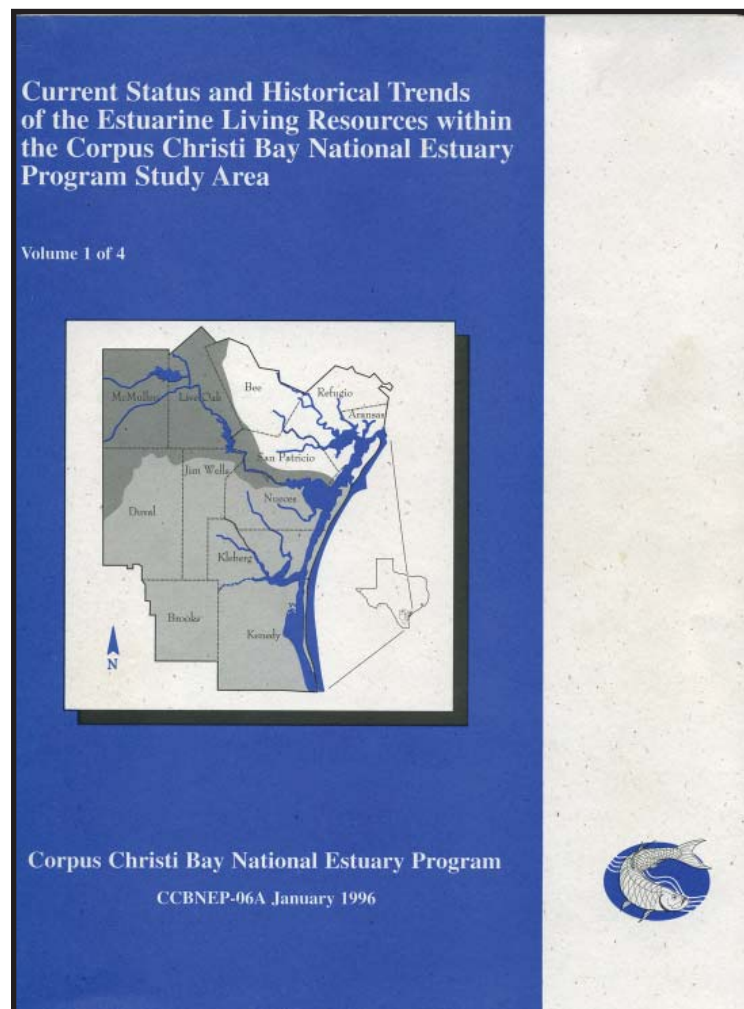 Current Status and Historical Trends
of the Estuarine Living Resources within
the Corpus Christi Bay National Estuary
Program Study Area
Volume 1 of 4
Bee
McMullen
Live Oak
Refugio
Aransas
San Patricio
Jim Wells
Nueces
Duval
Kleberg
Brooks
Kenedy
N
Corpus Christi Bay National Estuary Program
CCBNEP-06A January 1996